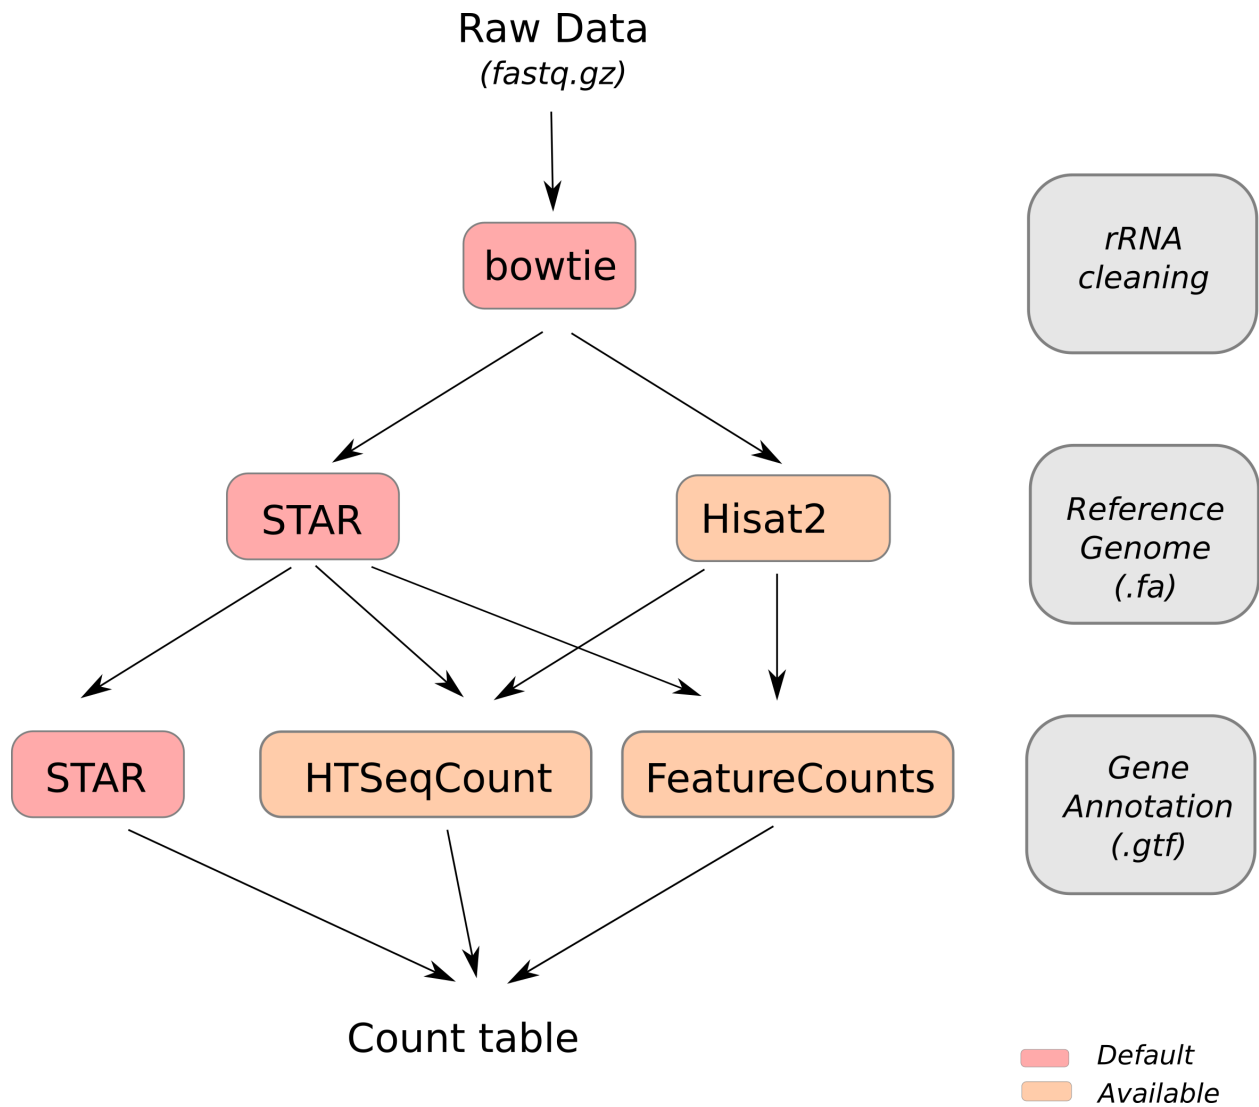 Raw Data
(fastq.gz)
bowtie
rRNA
cleaning
STAR
Hisat2
Reference
Genome
(.fa)
STAR
HTSeqCount
FeatureCounts
Gene
Annotation
(.gtf)
Count table
Default
Available